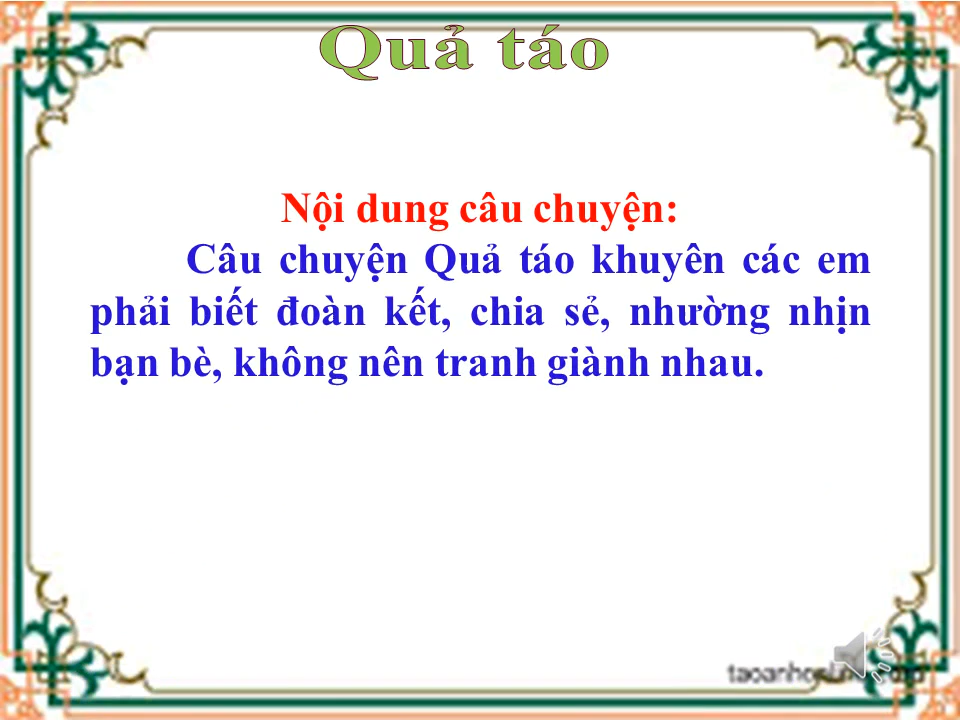 Quả táo
Nội dung câu chuyện:
Câu chuyện Quả táo khuyên các em
phải biết đoàn kết, chia sẻ, nhường nhịn
bạn bè, không nên tranh giành nhau.